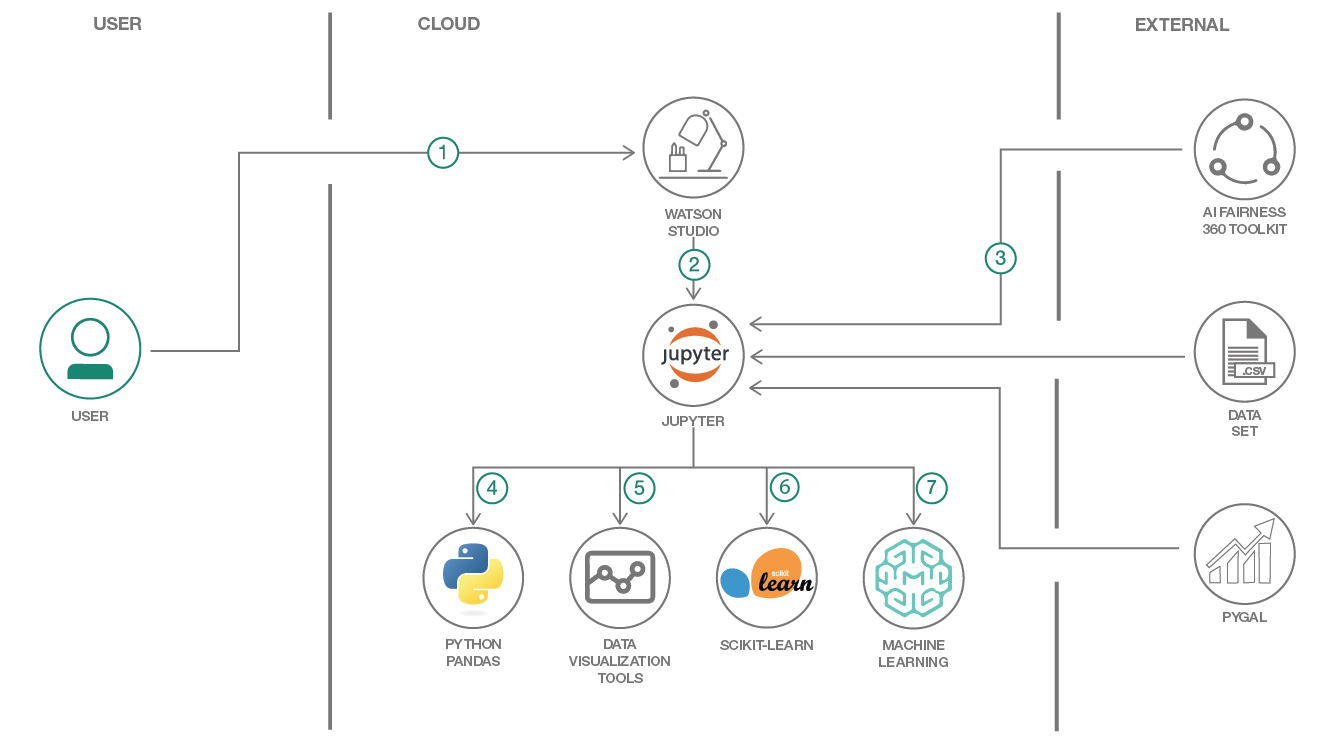 USER
CLOUD
EXTERNAL
1
WATSON
STUDIO
2
AI FAIRNESS
360 TOOLKIT
3
jupyter
JUPYTER
.CSV
DATA
SET
USER
4
5
6
7
scikit
learn
PYTHON
PANDAS
DATA
VISUALIZATION
TOOLS
SCIKIT-LEARN
MACHINE
LEARNING
PYGAL